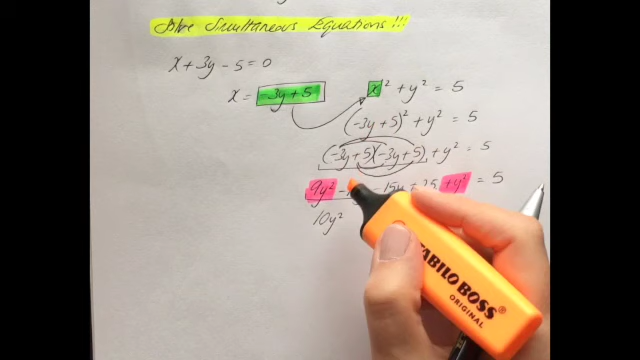 Solve Simultaneous Equations!!!
x + 3y - 5 = 0
x = -3y + 5
x² + y² = 5
(-3y + 5)² + y² = 5
(-3y + 5)(-3y + 5) + y² = 5
9y² - - 15y + 25 + y² = 5
10y²
STABILO BOSS
ORIGINAL